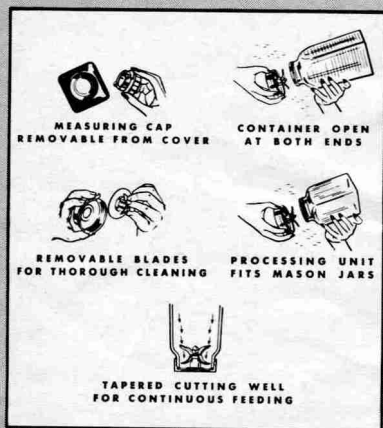 MEASURING CAP
REMOVABLE FROM COVER
CONTAINER OPEN
AT BOTH ENDS
REMOVABLE BLADES
FOR THOROUGH CLEANING
PROCESSING UNIT
FITS MASON JARS
TAPERED CUTTING WELL
FOR CONTINUOUS FEEDING